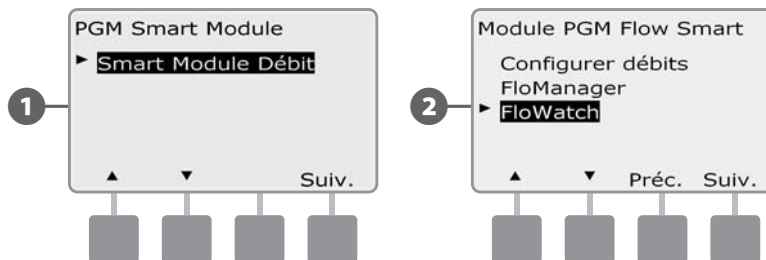 1
PGM Smart Module
Smart Module Débit
Suiv.
2
Module PGM Flow Smart
Configurer débits
FloManager
FloWatch
Préc. Suiv.